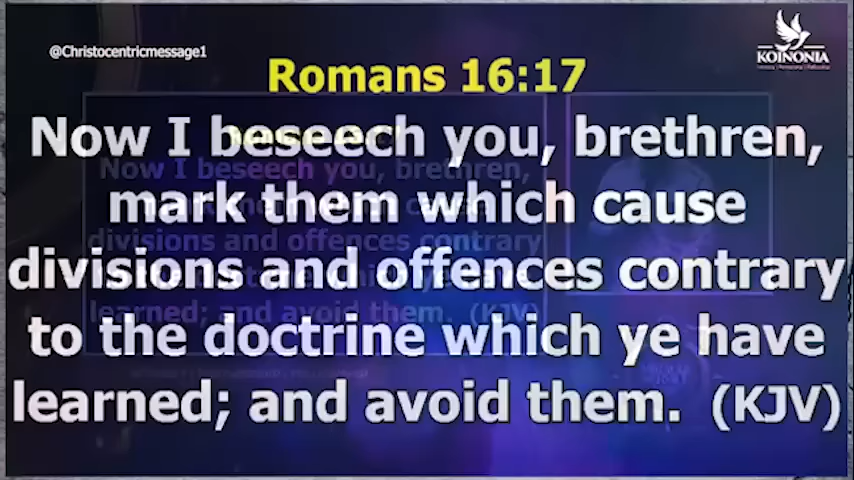 @Christocentricmessage1
KOINONIA
Romans 16:17
Now I beseech you, brethren,
mark them which cause
divisions and offences contrary
to the doctrine which ye have
learned; and avoid them. (KJV)